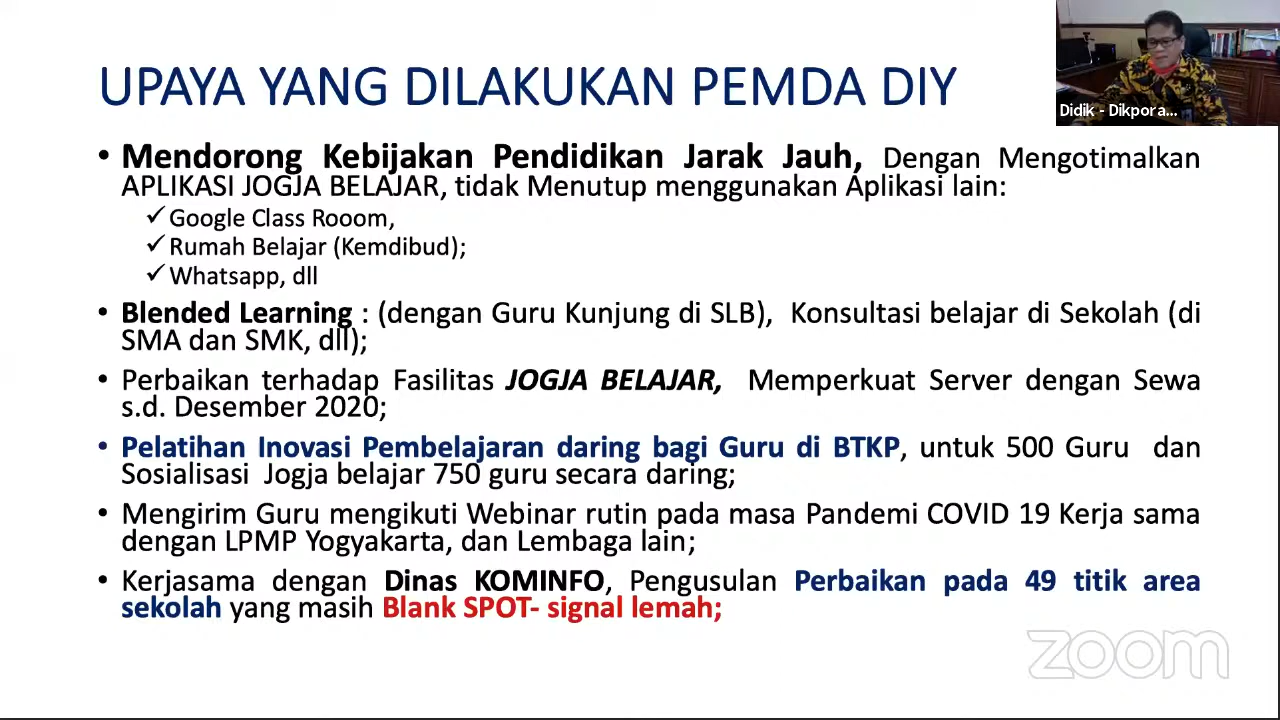 UPAYA YANG DILAKUKAN PEMDA DIY
Didik - Dikpora...
• Mendorong Kebijakan Pendidikan Jarak Jauh, Dengan Mengotimalkan
APLIKASI JOGJA BELAJAR, tidak Menutup menggunakan Aplikasi lain:
✓ Google Class Rooom,
✓ Rumah Belajar (Kemdibud);
✓ Whatsapp, dll
• Blended Learning : (dengan Guru Kunjung di SLB), Konsultasi belajar di Sekolah (di
SMA dan SMK, dll);
• Perbaikan terhadap Fasilitas JOGJA BELAJAR, Memperkuat Server dengan Sewa
s.d. Desember 2020;
• Pelatihan Inovasi Pembelajaran daring bagi Guru di BTKP, untuk 500 Guru dan
Sosialisasi Jogja belajar 750 guru secara daring;
• Mengirim Guru mengikuti Webinar rutin pada masa Pandemi COVID 19 Kerja sama
dengan LPMP Yogyakarta, dan Lembaga lain;
• Kerjasama dengan Dinas KOMINFO, Pengusulan Perbaikan pada 49 titik area
sekolah yang masih Blank SPOT- signal lemah;
zoom